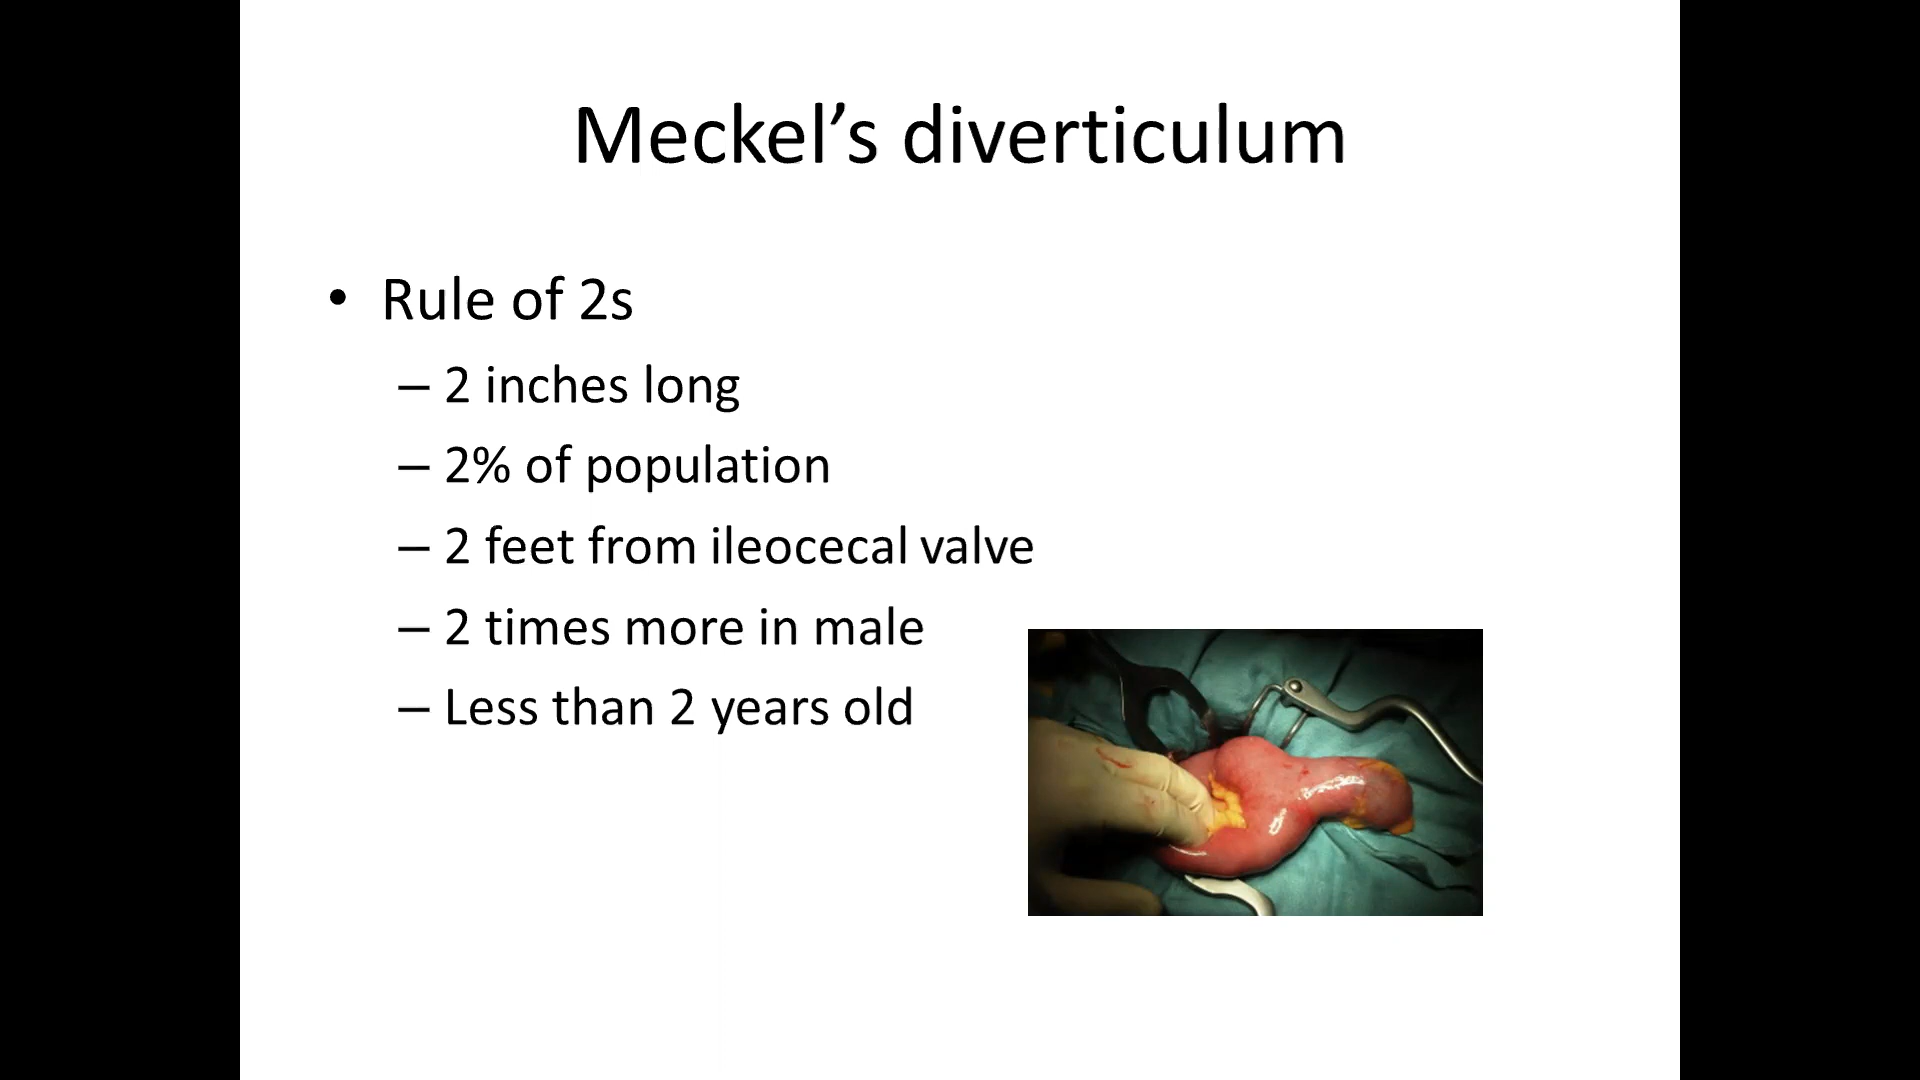 Meckel’s diverticulum
• Rule of 2s
– 2 inches long
– 2% of population
– 2 feet from ileocecal valve
– 2 times more in male
– Less than 2 years old